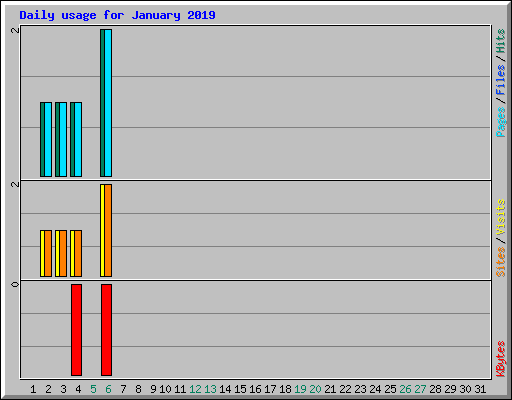 Daily usage for January 2019
2
2
0
Pages/Files/Hits
Sites/Visits
KBytes
1 2 3 4 5 6 7 8 9 10 11 12 13 14 15 16 17 18 19 20 21 22 23 24 25 26 27 28 29 30 31